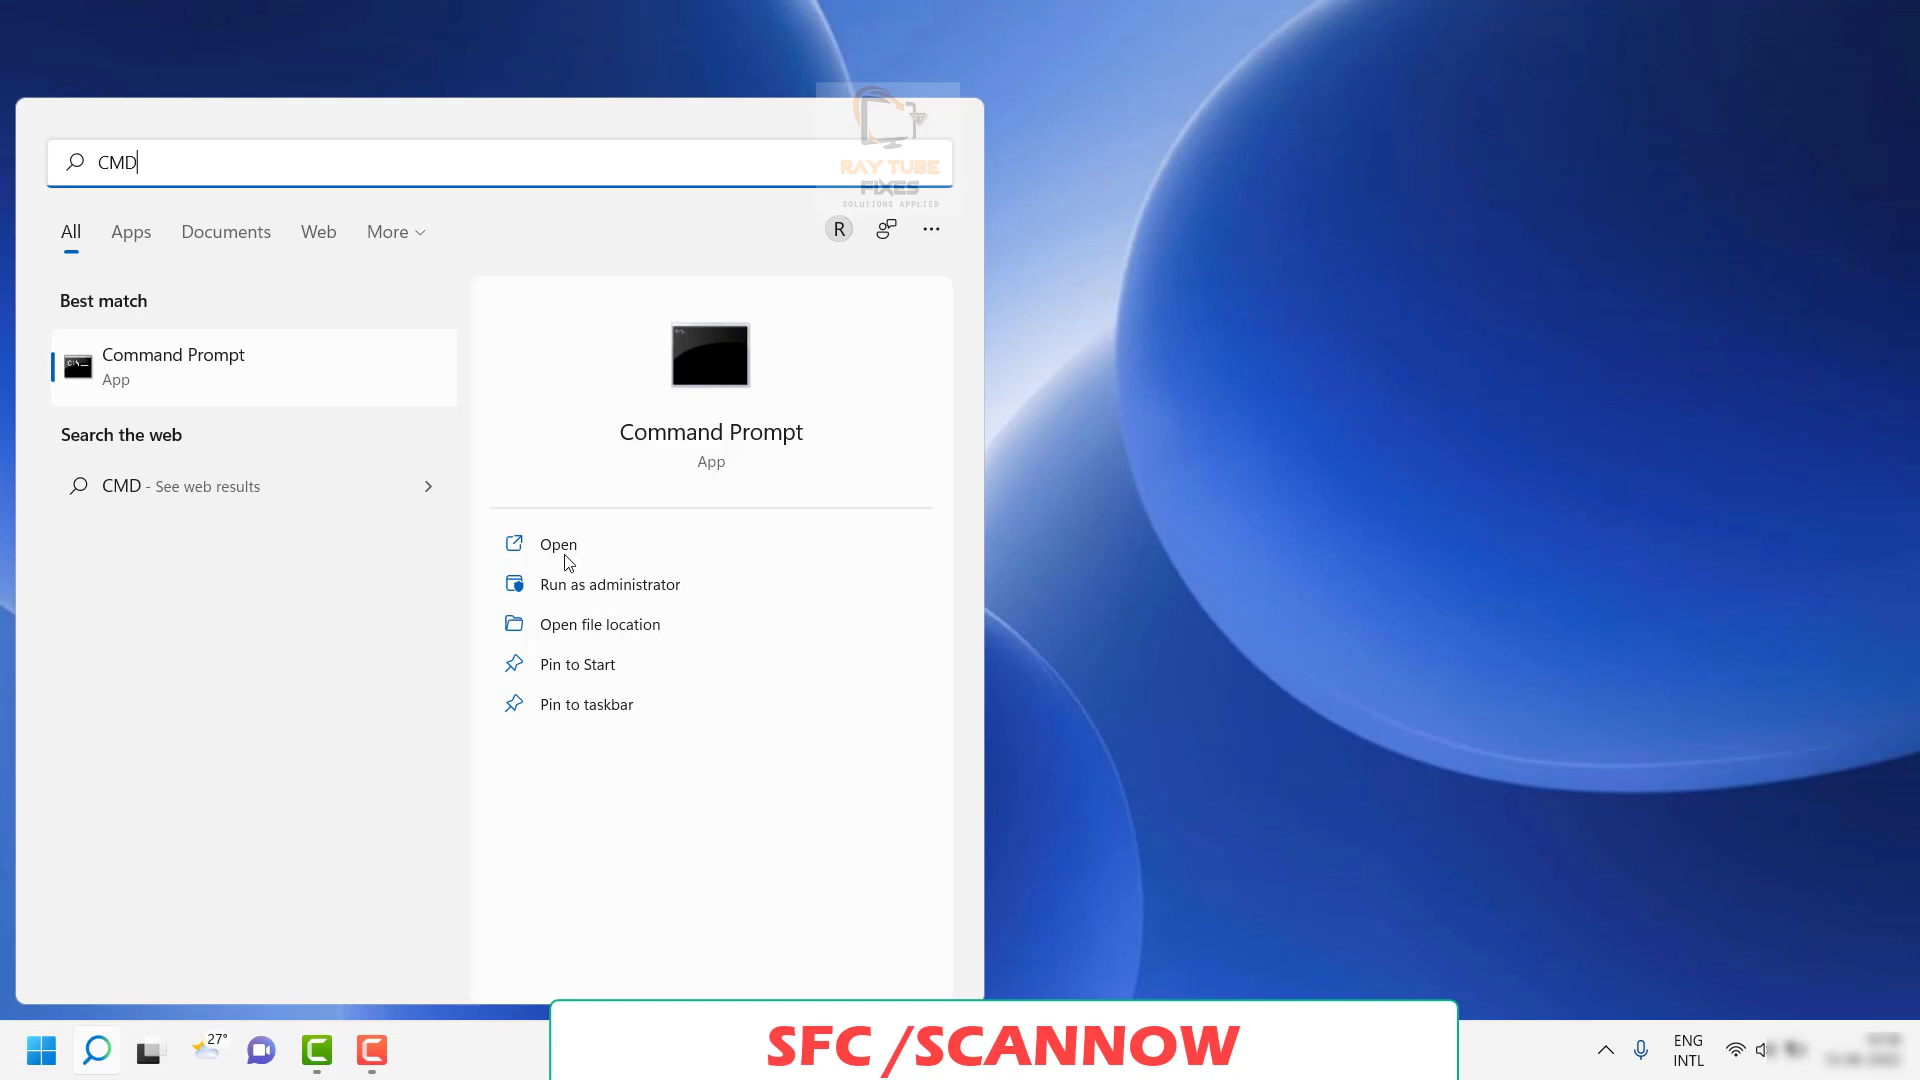 CMD
RAY TUBE
FIXES
SOLUTIONS APPLIED
All Apps Documents Web More
R
Best match
Command Prompt
App
Search the web
CMD - See web results
Command Prompt
App
Open
Run as administrator
Open file location
Pin to Start
Pin to taskbar
27°
SFC /SCANNOW
ENG
INTL